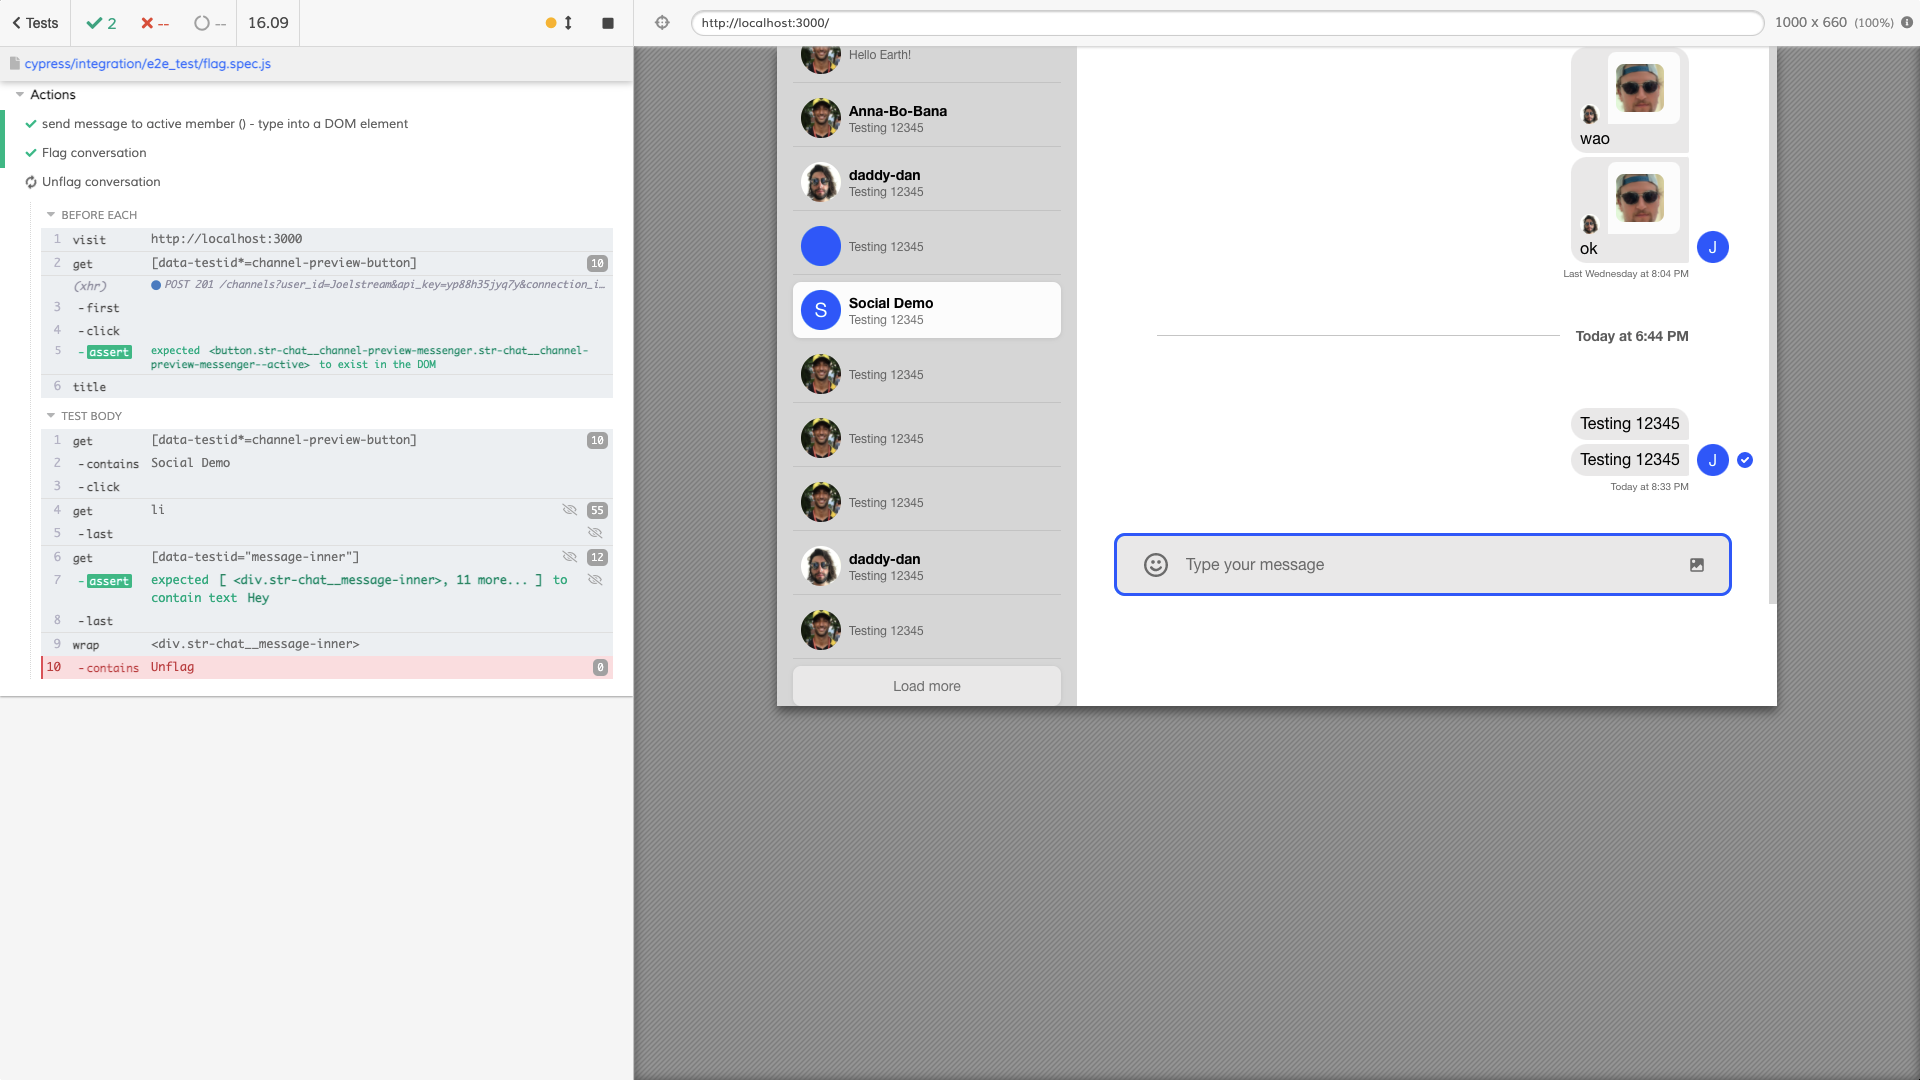 Tests
2
--
--
16.09
http://localhost:3000/
1000 x 660 (100%)
cypress/integration/e2e_test/flag.spec.js
Actions
send message to active member () - type into a DOM element
Flag conversation
Unflag conversation
BEFORE EACH
1 visit http://localhost:3000
2 get [data-testid*=channel-preview-button] 10
(xhr) POST 201 /channels?user_id=Joelstream&api_key=yp88h35jyq7y&connection_i...
3 -first
4 -click
5 -assert expected <button.str-chat__channel-preview-messenger.str-chat__channel-
preview-messenger--active> to exist in the DOM
6 title
TEST BODY
1 get [data-testid*=channel-preview-button] 10
2 -contains Social Demo
3 -click
4 get li 55
5 -last
6 get [data-testid="message-inner"] 12
7 -assert expected [ <div.str-chat__message-inner>, 11 more... ] to
contain text Hey
8 -last
9 wrap <div.str-chat__message-inner>
10 -contains Unflag 0
Hello Earth!
Anna-Bo-Bana
Testing 12345
daddy-dan
Testing 12345
Testing 12345
S
Social Demo
Testing 12345
Testing 12345
Testing 12345
Testing 12345
daddy-dan
Testing 12345
Testing 12345
Load more
wao
ok
J
Last Wednesday at 8:04 PM
Today at 6:44 PM
Testing 12345
Testing 12345
J
Today at 8:33 PM
Type your message